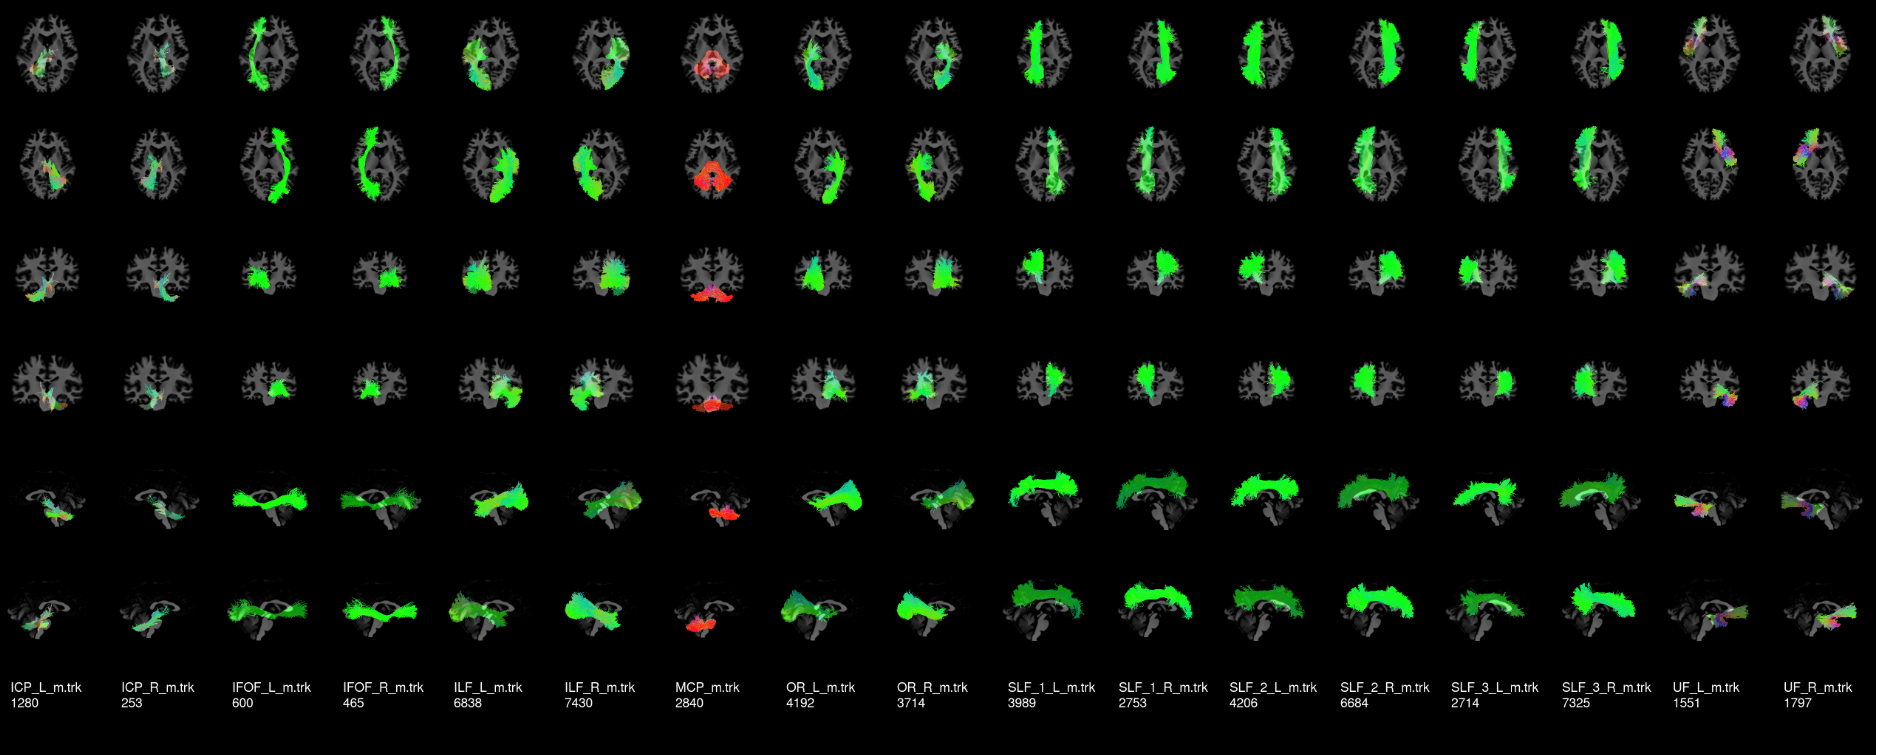 ICP_L_m.trk ICP_R_m.trk IFOF_L_m.trk IFOF_R_m.trk ILF_L_m.trk ILF_R_m.trk MCP_m.trk OR_L_m.trk OR_R_m.trk SLF_1_L_m.trk SLF_1_R_m.trk SLF_2_L_m.trk SLF_2_R_m.trk SLF_3_L_m.trk SLF_3_R_m.trk UF_L_m.trk UF_R_m.trk
1280 253 600 465 6838 7430 2840 4192 3714 3989 2753 4206 6684 2714 7325 1551 1797